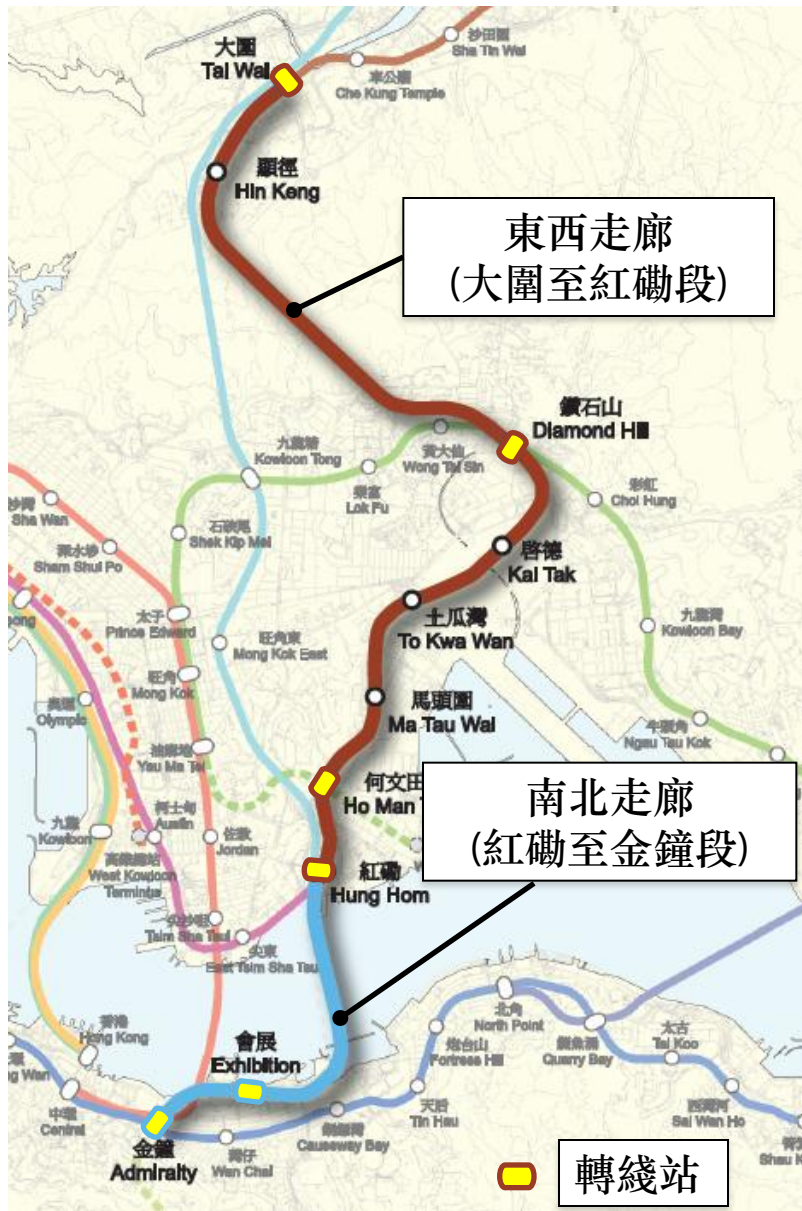 大圍
Tai Wai
沙田圍
Sha Tin Wai
車公廟
Che Kung Temple
顯徑
Hin Keng
東西走廊
(大圍至紅磡段)
鑽石山
Diamond Hill
九龍塘
Kowloon Tong
黃大仙
Wong Tai Sin
樂富
Lok Fu
彩虹
Choi Hung
沙灣
Sha Wan
石硤尾
Shek Kip Mei
深水埗
Sham Shui Po
啓德
Kai Tak
土瓜灣
To Kwa Wan
太子
Prince Edward
九龍灣
Kowloon Bay
旺角東
Mong Kok East
旺角
Mong Kok
奧運
Olympic
馬頭圍
Ma Tau Wai
牛頭角
Ngau Tau Kok
油麻地
Yau Ma Tei
何文田
Ho Man
南北走廊
(紅磡至金鐘段)
柯士甸
Austin
九龍
Kowloon
佐敦
Jordan
高鐵總站
West Kowloon
Terminus
紅磡
Hung Hom
尖沙咀
Tsim Sha Tsui
尖東
East Tsim Sha Tsui
香港
Hong Kong
會展
Exhibition
北角
North Point
炮台山
Fortress Hill
鰂魚涌
Quarry Bay
太古
Tai Koo
中環
Central
金鐘
Admiralty
灣仔
Wan Chai
銅鑼灣
Causeway Bay
天后
Tin Hau
西灣河
Sai Wan Ho
轉綫站